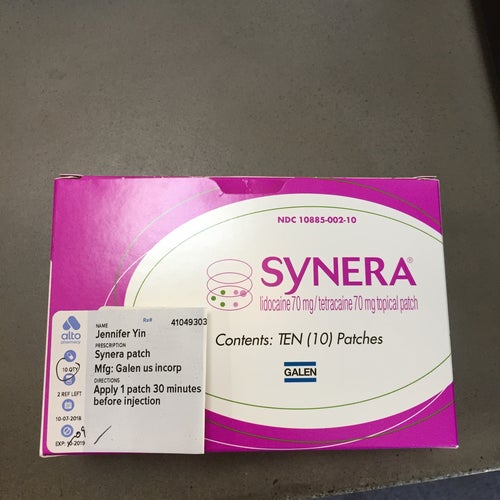 NDC 10885-002-10
SYNERA®
lidocaine 70 mg/tetracaine 70 mg topical patch
Contents: TEN (10) Patches
GALEN
alto
pharmacy
10 QTY
2 REF LEFT
10-07-2018
EXP:
Rx# 41049303
NAME
Jennifer Yin
PRESCRIPTION
Synera patch
Mfg: Galen us incorp
DIRECTIONS
Apply 1 patch 30 minutes
before injection